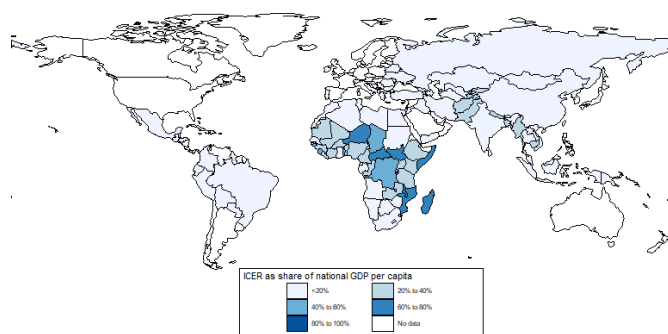 ICER as share of national GDP per capita
<20%
20% to 40%
40% to 60%
60% to 80%
80% to 100%
No data